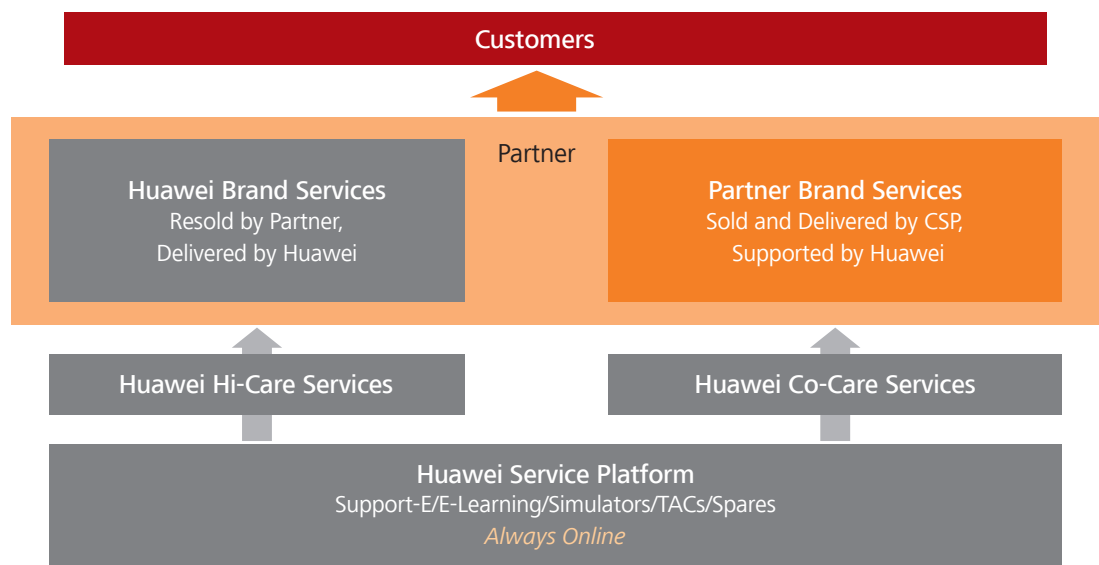 Customers
Partner
Huawei Brand Services
Resold by Partner,
Delivered by Huawei
Partner Brand Services
Sold and Delivered by CSP,
Supported by Huawei
Huawei Hi-Care Services
Huawei Co-Care Services
Huawei Service Platform
Support-E/E-Learning/Simulators/TACs/Spares
Always Online